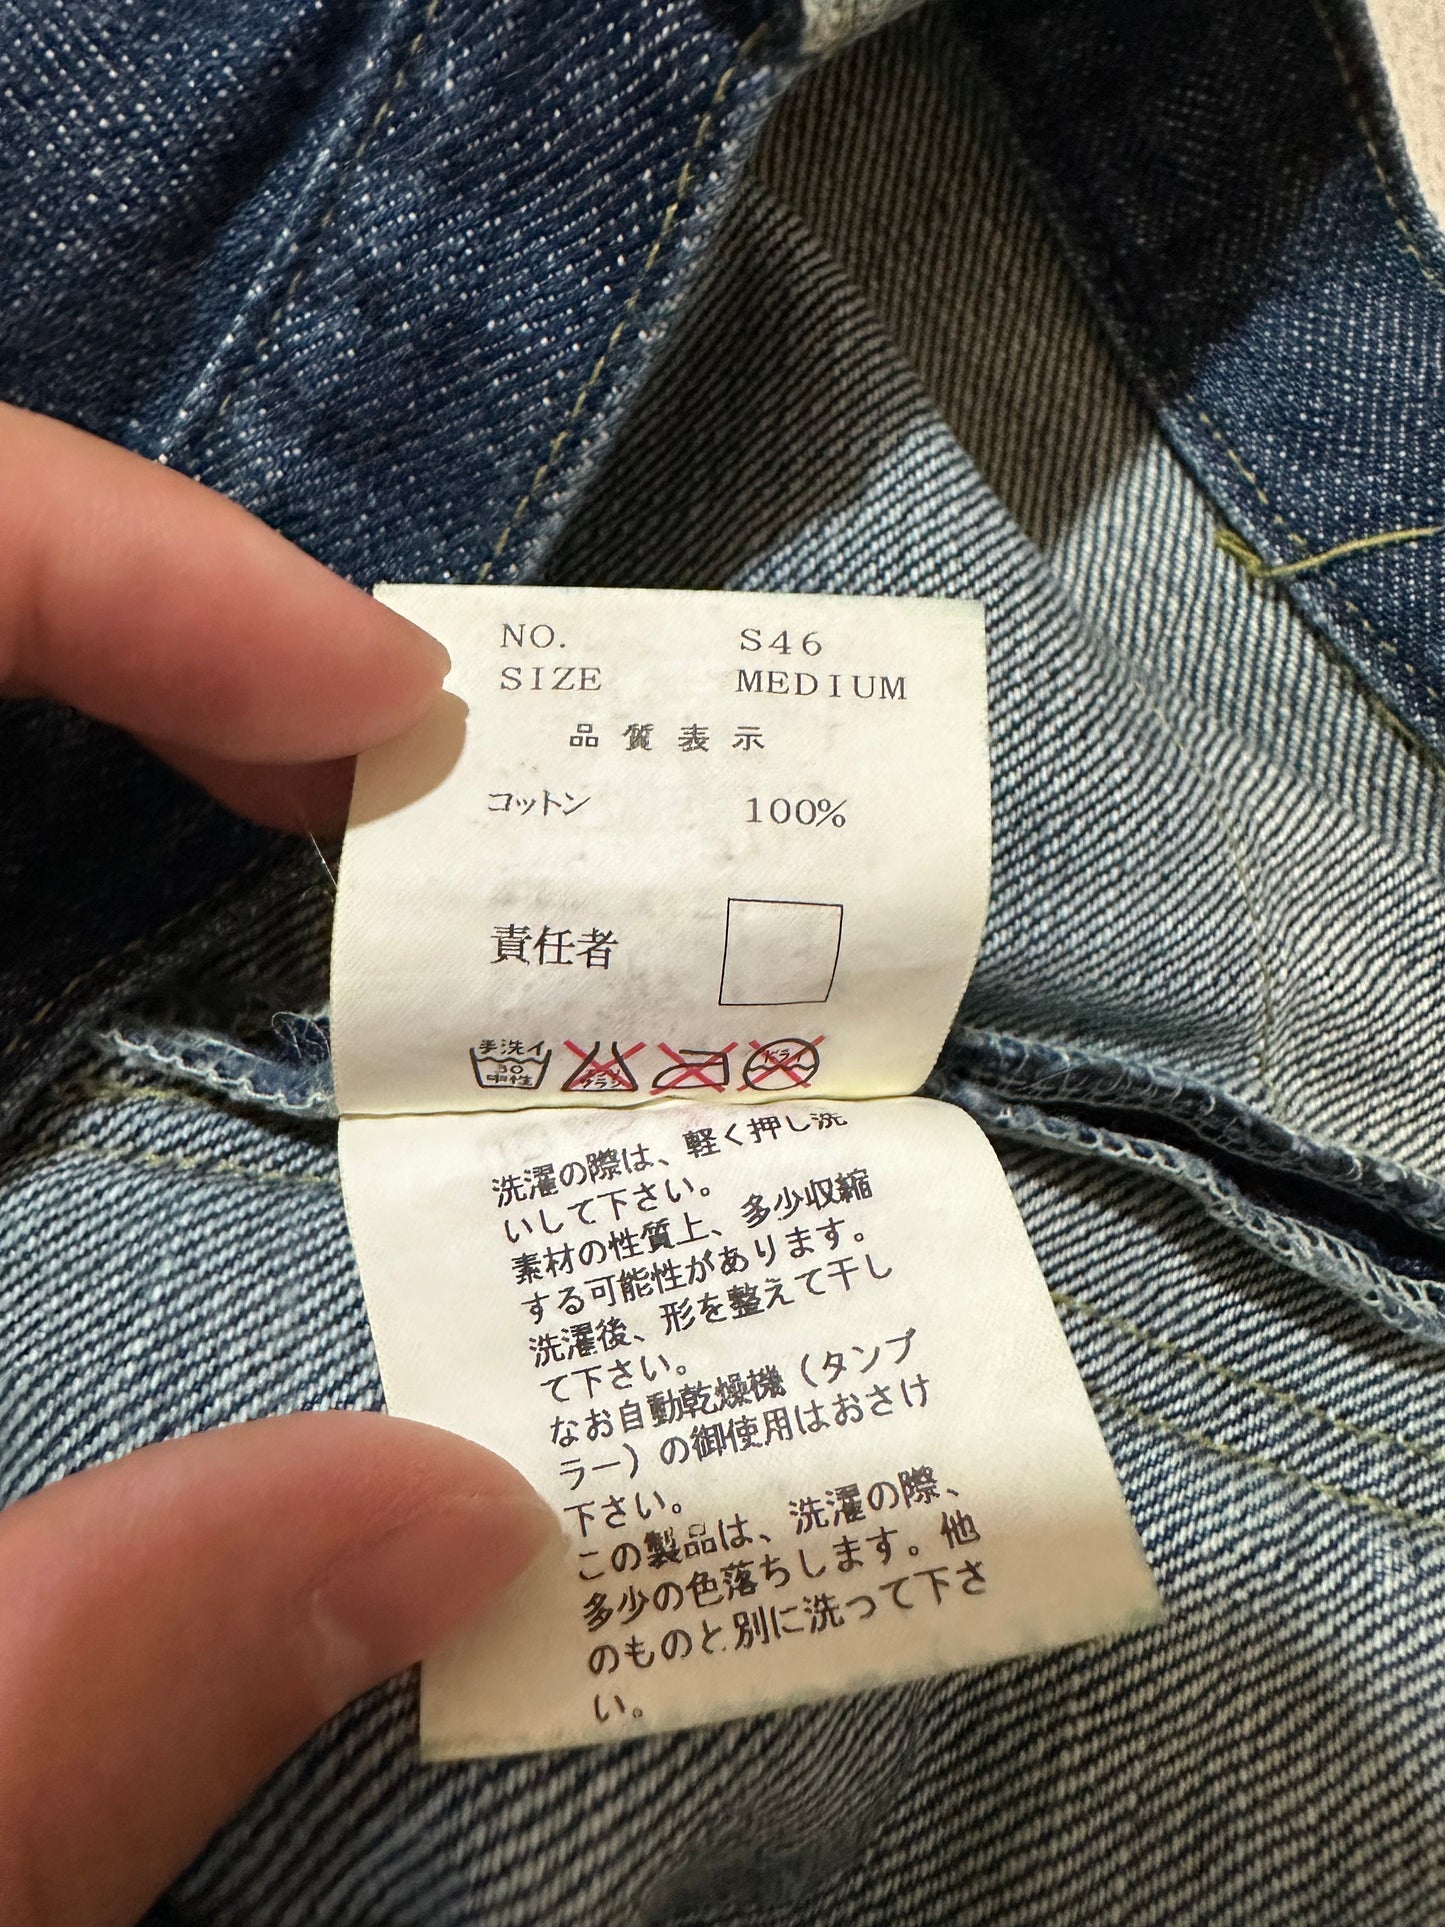 NO. S46
SIZE MEDIUM
品質表示
コットン 100%
責任者
手洗イ
30
中性
エンソ
サラシ
ドライ
洗濯の際は、軽く押し洗
いして下さい。
素材の性質上、多少収縮
する可能性があります。
洗濯後、形を整えて干し
て下さい。
なお自動乾燥機（タンブ
ラー）の御使用はおさけ
下さい。
この製品は、洗濯の際、
多少の色落ちします。他
のものと別に洗って下さ
い。